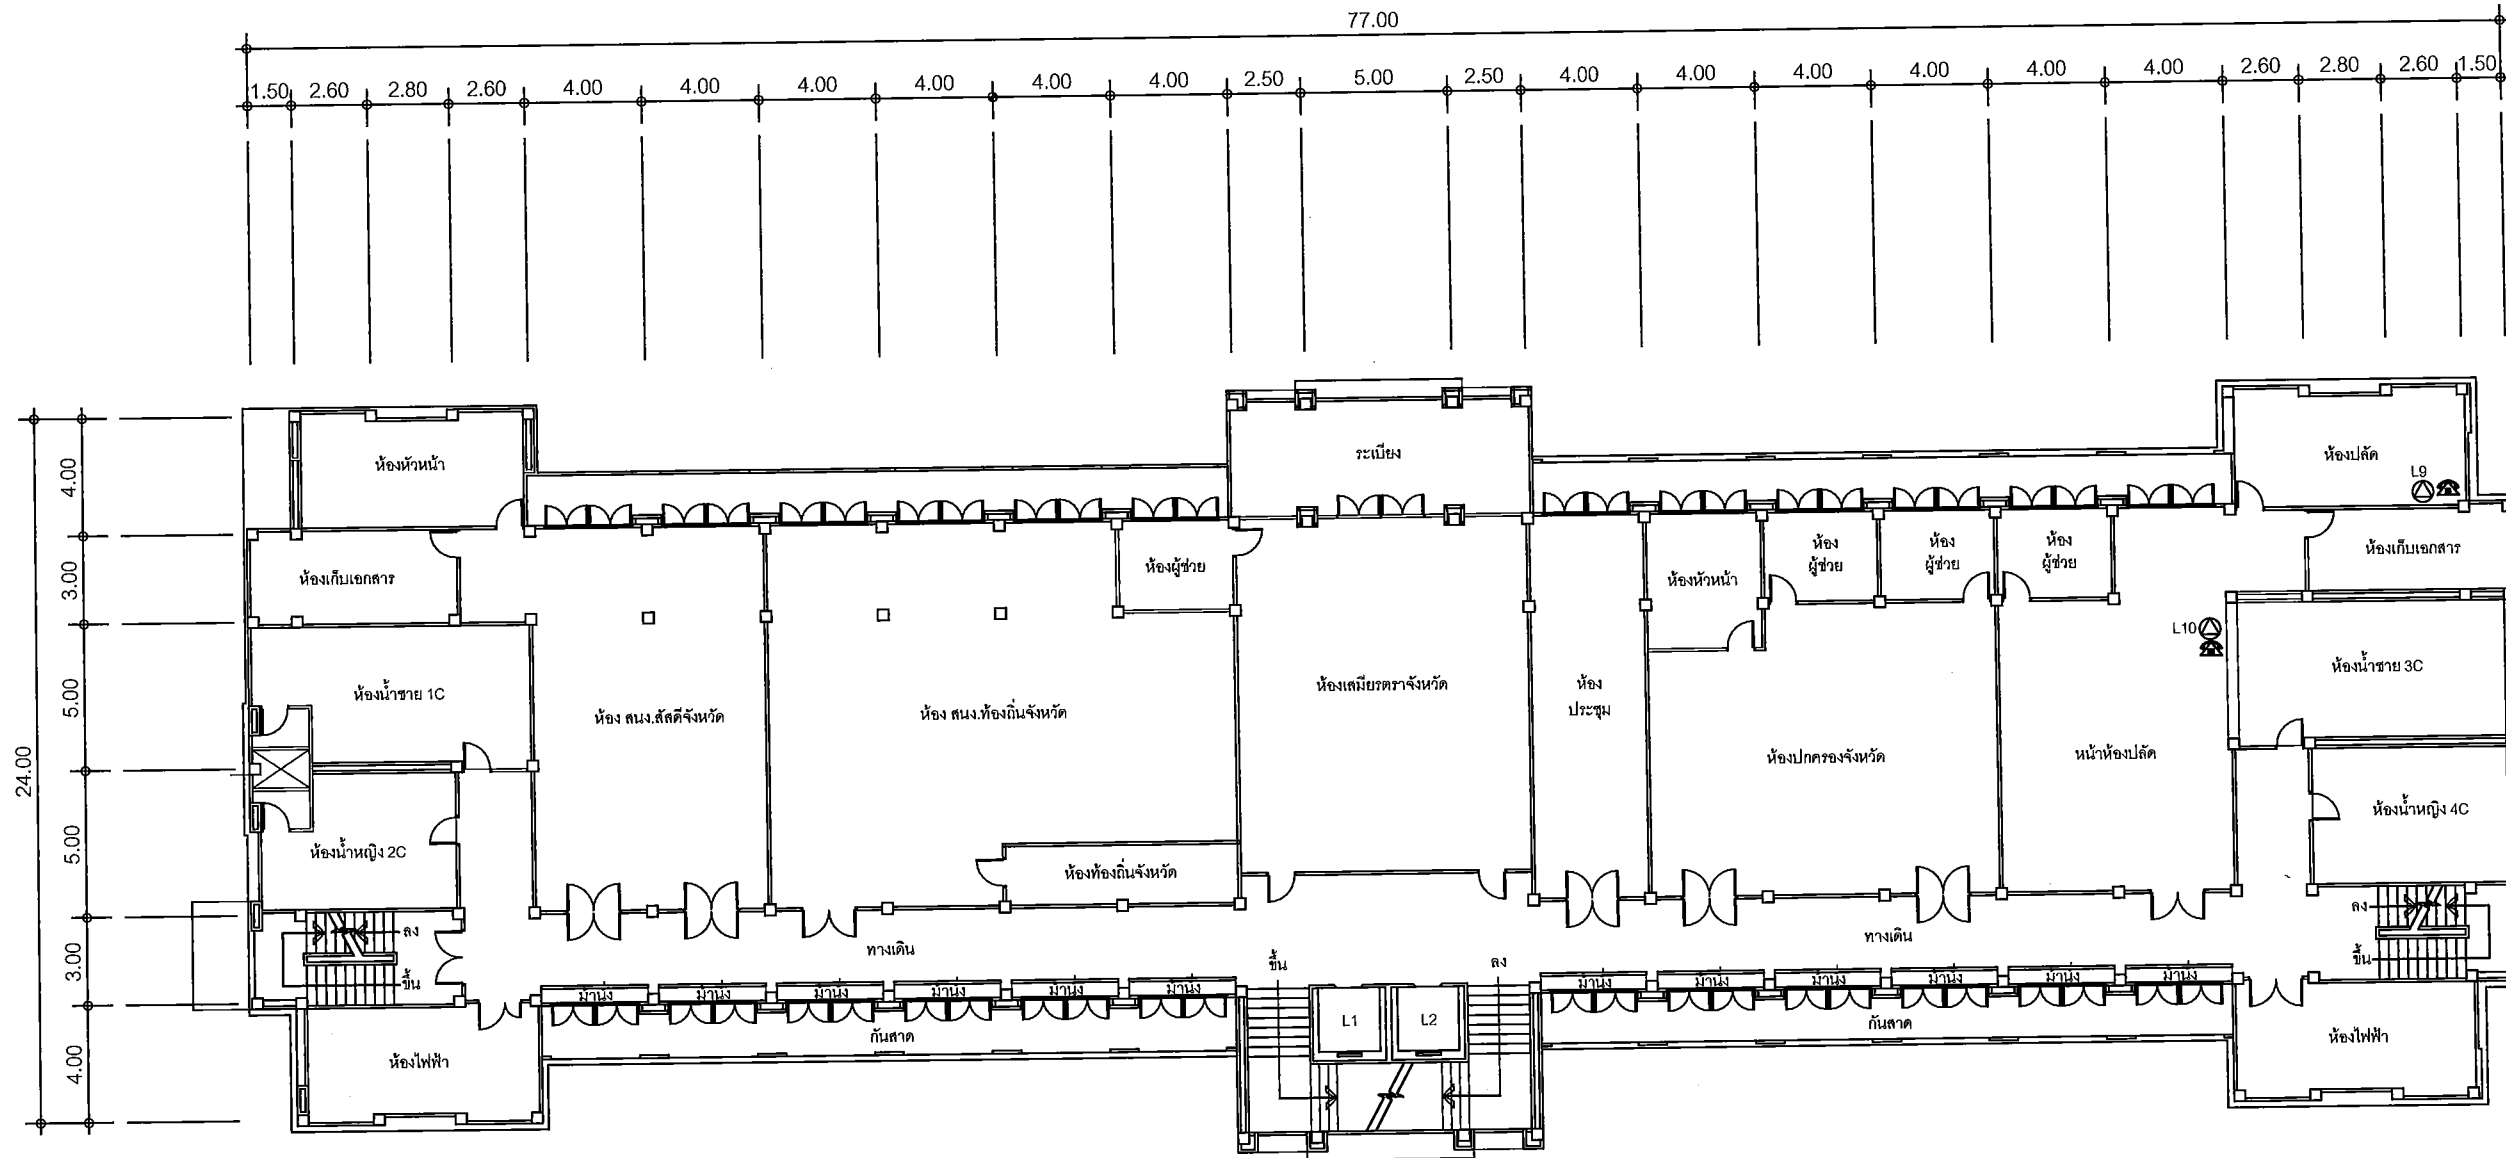 77.00
1.50 2.60 2.80 2.60 4.00 4.00 4.00 4.00 4.00 4.00 2.50 5.00 2.50 4.00 4.00 4.00 4.00 4.00 4.00 2.60 2.80 2.60 1.50
24.00
4.00
3.00
5.00
5.00
3.00
4.00
ห้องหัวหน้า
ระเบียง
ห้องปลัด
L9
ห้องเก็บเอกสาร
ห้องผู้ช่วย
ห้องหัวหน้า
ห้อง
ผู้ช่วย
ห้อง
ผู้ช่วย
ห้อง
ผู้ช่วย
ห้องเก็บเอกสาร
L10
ห้องน้ำชาย 1C
ห้อง สนง.สัสดีจังหวัด
ห้อง สนง.ท้องถิ่นจังหวัด
ห้องเสมียรตราจังหวัด
ห้อง
ประชุม
ห้องปกครองจังหวัด
หน้าห้องปลัด
ห้องน้ำชาย 3C
ห้องน้ำหญิง 2C
ห้องท้องถิ่นจังหวัด
ห้องน้ำหญิง 4C
ลง
ขึ้น
ทางเดิน
ขึ้น
ลง
ทางเดิน
ลง
ขึ้น
ม้านั่ง ม้านั่ง ม้านั่ง ม้านั่ง ม้านั่ง ม้านั่ง
ม้านั่ง ม้านั่ง ม้านั่ง ม้านั่ง ม้านั่ง ม้านั่ง
L1 L2
กันสาด
กันสาด
ห้องไฟฟ้า
ห้องไฟฟ้า